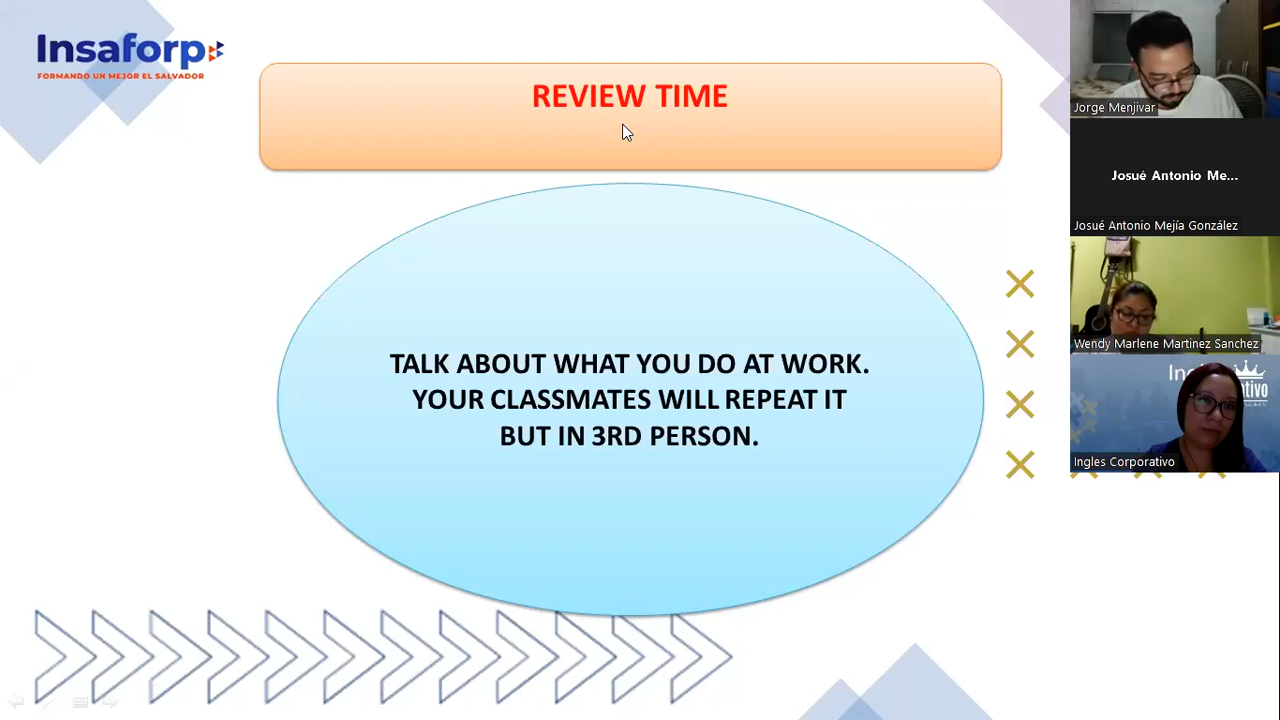 Insaforp
FORMANDO UN MEJOR EL SALVADOR
REVIEW TIME
TALK ABOUT WHAT YOU DO AT WORK.
YOUR CLASSMATES WILL REPEAT IT
BUT IN 3RD PERSON.
Jorge Menjivar
Josué Antonio Me...
Josué Antonio Mejía González
Wendy Marlene Martinez Sanchez
Ingles Corporativo